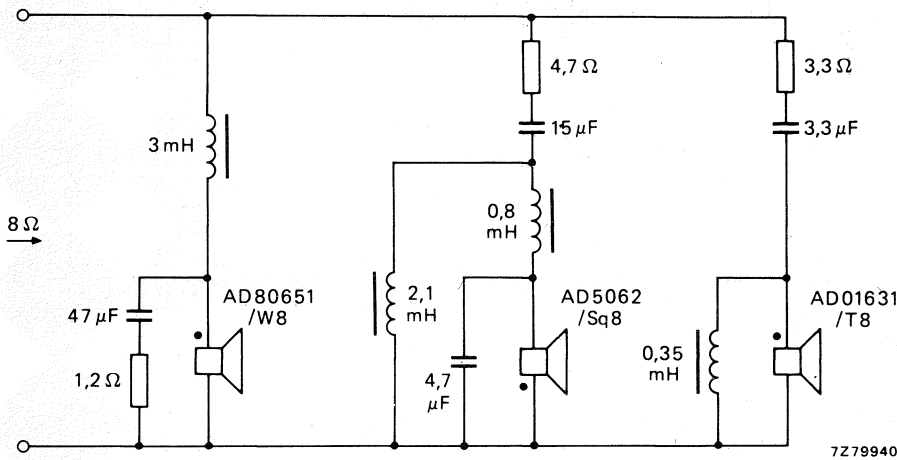 4,7 Ω
3,3 Ω
15 μF
3,3 μF
3 mH
0,8
mH
8 Ω
AD80651
/W8
2,1
mH
AD5062
/Sq8
AD01631
/T8
47 μF
0,35
mH
1,2 Ω
4,7
μF
7Z79940